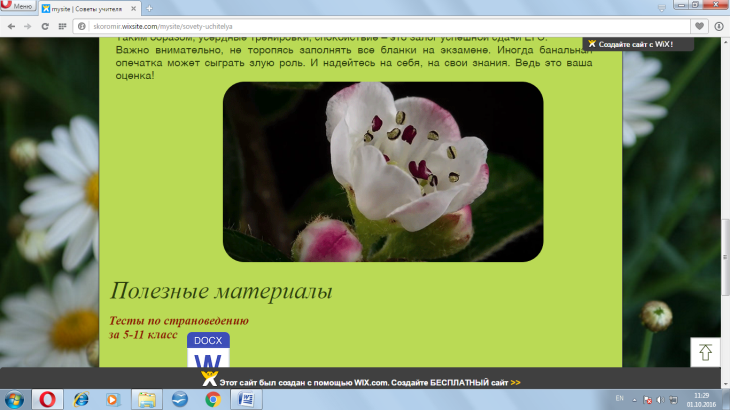 Меню
mysite | Советы учителя
skoromir.wixsite.com/mysite/sovety-uchitelya
Создайте сайт с WiX!
Таким образом, усердные тренировки, спокойствие – это залог успешной сдачи ЕГЭ.
Важно внимательно, не торопясь заполнять все бланки на экзамене. Иногда банальная
опечатка может сыграть злую роль. И надейтесь на себя, на свои знания. Ведь это ваша
оценка!
Полезные материалы
Тесты по страноведению
за 5-11 класс
DOCX
W
Этот сайт был создан с помощью WIX.com. Создайте БЕСПЛАТНЫЙ сайт >>
EN
11:29
01.10.2016